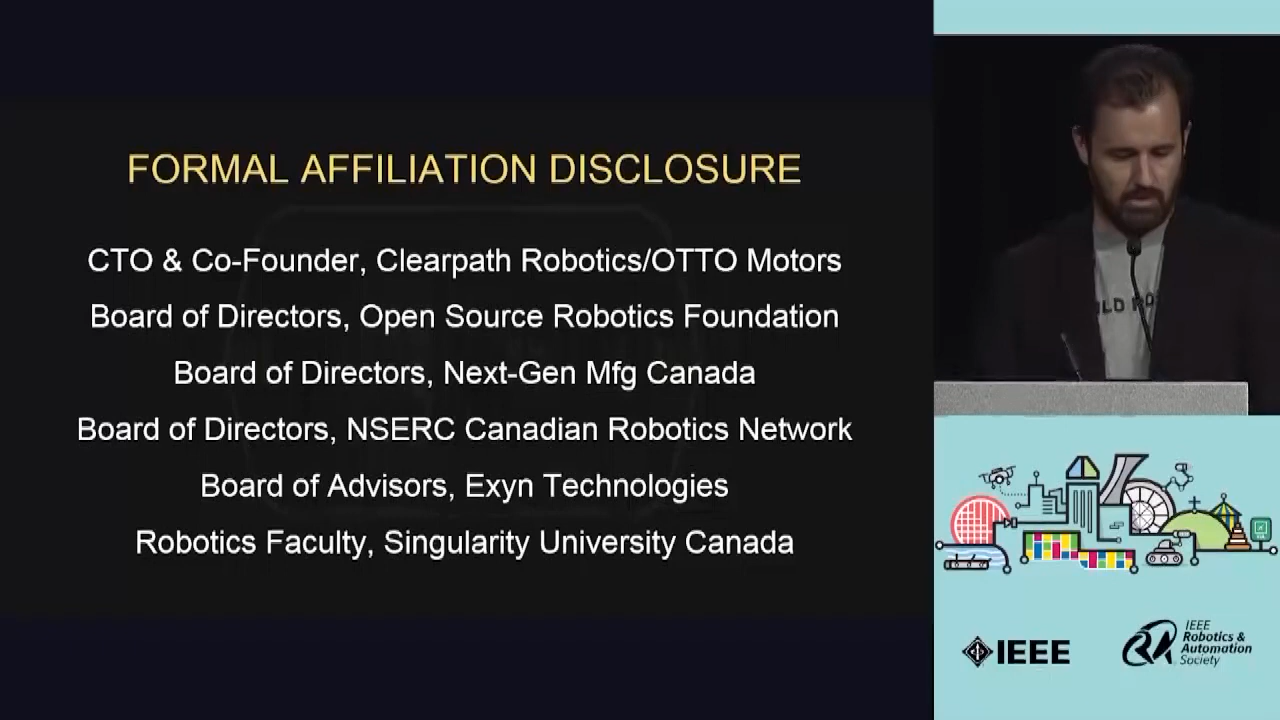 FORMAL AFFILIATION DISCLOSURE
CTO & Co-Founder, Clearpath Robotics/OTTO Motors
Board of Directors, Open Source Robotics Foundation
Board of Directors, Next-Gen Mfg Canada
Board of Directors, NSERC Canadian Robotics Network
Board of Advisors, Exyn Technologies
Robotics Faculty, Singularity University Canada
IEEE
IEEE
Robotics &
Automation
Society